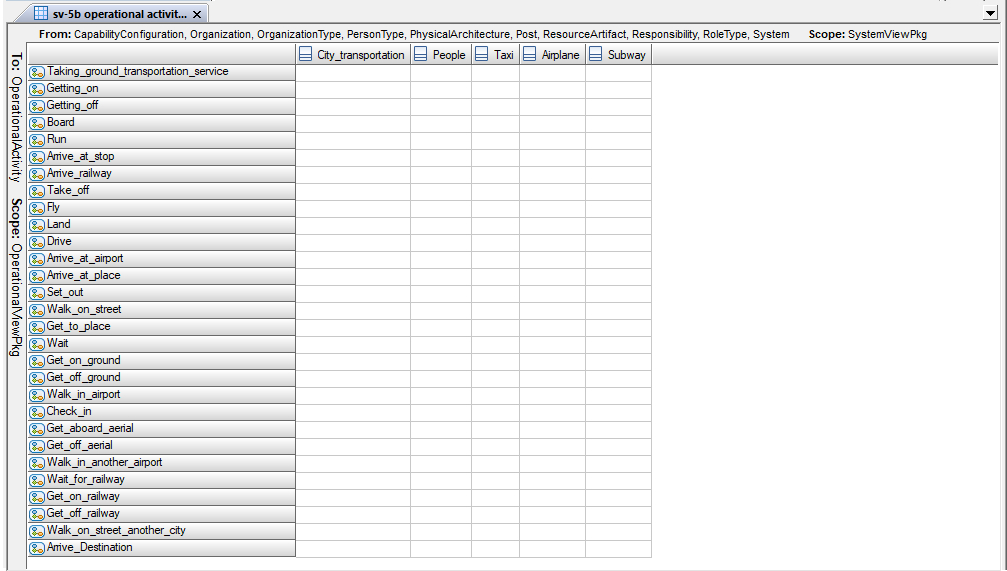 sv-5b operational activit...
From: CapabilityConfiguration, Organization, OrganizationType, PersonType, PhysicalArchitecture, Post, ResourceArtifact, Responsibility, RoleType, System Scope: SystemViewPkg
To: OperationalActivity Scope: OperationalViewPkg
City_transportation People Taxi Airplane Subway
Taking_ground_transportation_service
Getting_on
Getting_off
Board
Run
Arrive_at_stop
Arrive_railway
Take_off
Fly
Land
Drive
Arrive_at_airport
Arrive_at_place
Set_out
Walk_on_street
Get_to_place
Wait
Get_on_ground
Get_off_ground
Walk_in_airport
Check_in
Get_aboard_aerial
Get_off_aerial
Walk_in_another_airport
Wait_for_railway
Get_on_railway
Get_off_railway
Walk_on_street_another_city
Arrive_Destination